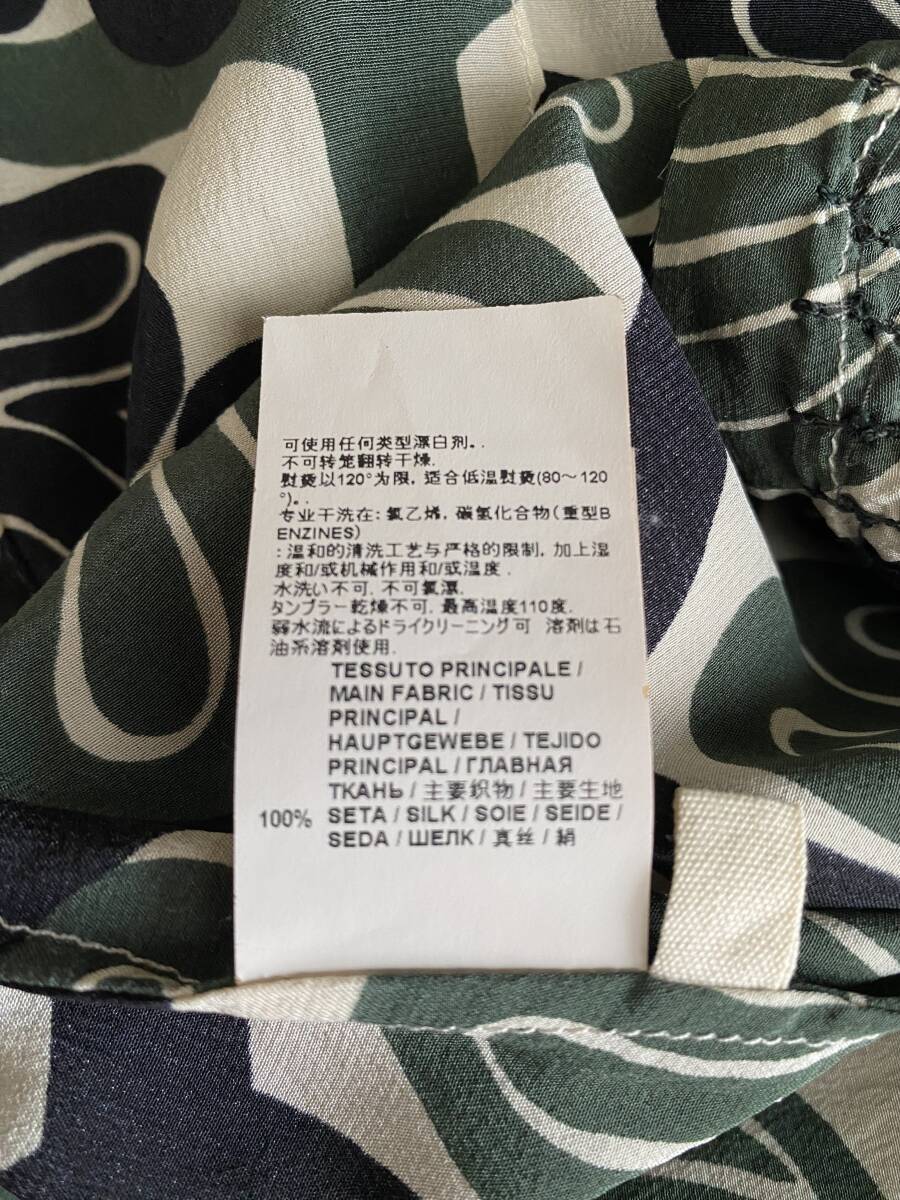 可使用任何类型漂白剂。.
不可转笼翻转干燥.
熨烫以120°为限, 适合低温熨烫(80～120
°)。.
专业干洗在: 氯乙烯, 碳氢化合物(重型B
ENZINES)
: 温和的清洗工艺与严格的限制, 加上湿
度和/或机械作用和/或温度 .
水洗い不可. 不可氯漂.
タンブラー乾燥不可. 最高温度110度.
弱水流によるドライクリーニング可 溶剤は石
油系溶剤使用.
TESSUTO PRINCIPALE /
MAIN FABRIC / TISSU
PRINCIPAL /
HAUPTGEWEBE / TEJIDO
PRINCIPAL / ГЛАВНАЯ
ТКАНЬ / 主要织物 / 主要生地
100% SETA / SILK / SOIE / SEIDE /
SEDA / ШЕЛК / 真丝 / 絹